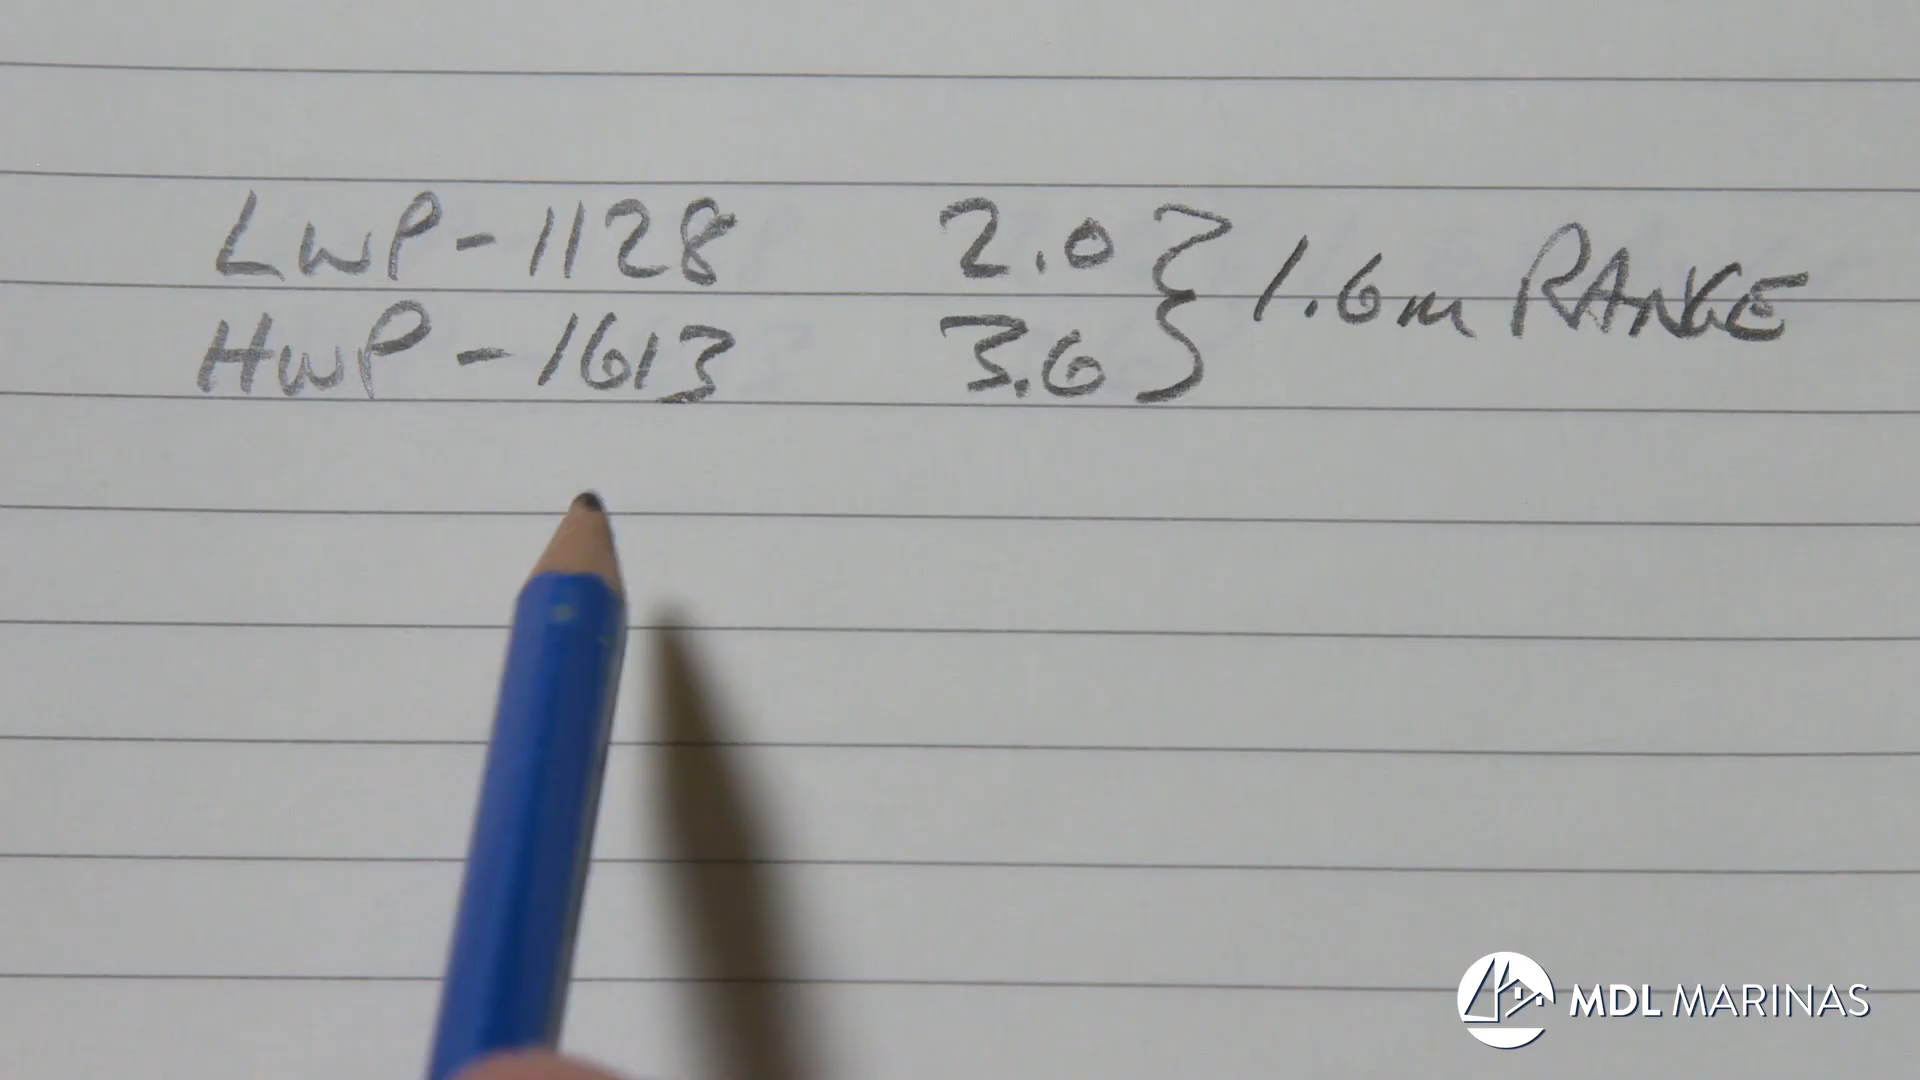 LWP - 1128 2.0
HWP - 1613 3.6
} 1.6m RANGE
MDL MARINAS